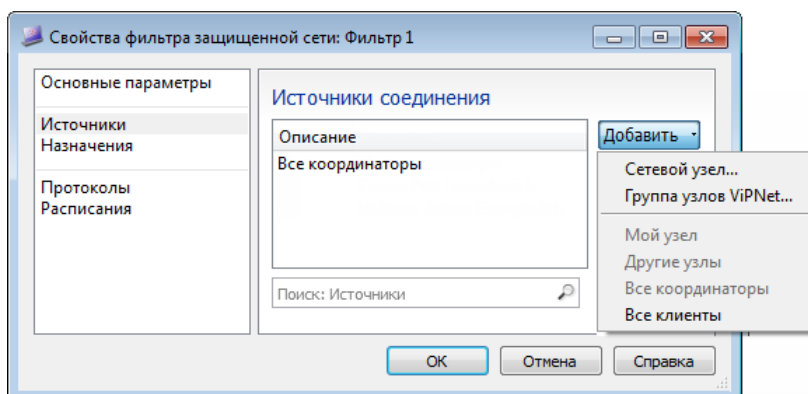 Свойства фильтра защищенной сети: Фильтр 1
Основные параметры
Источники
Назначения
Протоколы
Расписания
Источники соединения
Описание
Все координаторы
Поиск: Источники
Добавить
Сетевой узел...
Группа узлов ViPNet...
Мой узел
Другие узлы
Все координаторы
Все клиенты
ОК
Отмена
Справка